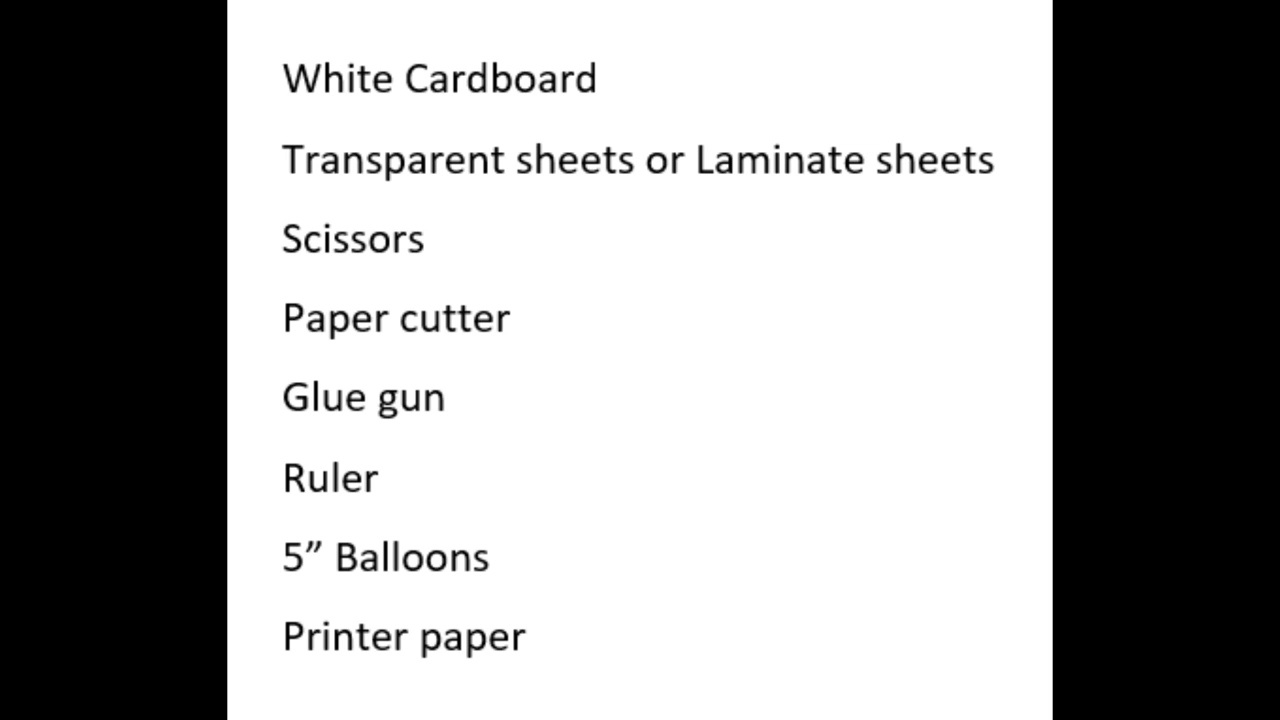 White Cardboard
Transparent sheets or Laminate sheets
Scissors
Paper cutter
Glue gun
Ruler
5” Balloons
Printer paper